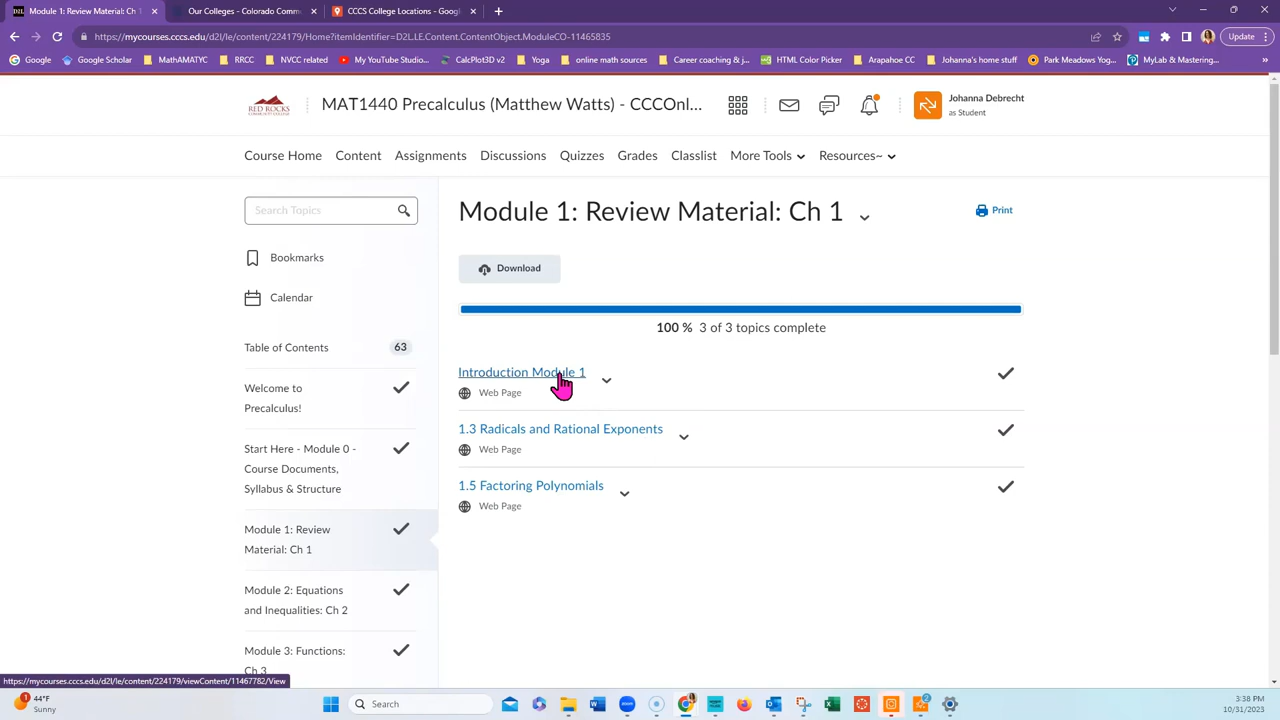 D2L Module 1: Review Material: Ch 1
Our Colleges - Colorado Comm
CCCS College Locations - Goog
https://mycourses.cccs.edu/d2l/le/content/224179/Home?itemIdentifier=D2L.LE.Content.ContentObject.ModuleCO-11465835
Update
Google
MathAMATYC
RRCC
NVCC related
My YouTube Studio...
CalcPlot3D v2
Yoga
online math sources
Career coaching & j...
HTML Color Picker
Arapahoe CC
Johanna's home stuff
Park Meadows Yog...
MyLab & Mastering...
RED ROCKS
COMMUNITY COLLEGE
MAT1440 Precalculus (Matthew Watts) - CCCOnl...
Johanna Debrecht
as Student
Course Home
Content
Assignments
Discussions
Quizzes
Grades
Classlist
More Tools
Resources~
Search Topics
Bookmarks
Calendar
Table of Contents 63
Welcome to
Precalculus!
Start Here - Module 0 -
Course Documents,
Syllabus & Structure
Module 1: Review
Material: Ch 1
Module 2: Equations
and Inequalities: Ch 2
Module 3: Functions:
Ch 3
Module 1: Review Material: Ch 1
Print
Download
100 % 3 of 3 topics complete
Introduction Module 1
Web Page
1.3 Radicals and Rational Exponents
Web Page
1.5 Factoring Polynomials
Web Page
https://mycourses.cccs.edu/d2l/le/content/224179/viewContent/11467782/View
44°F
Sunny
Search
2
3:38 PM
10/31/2023